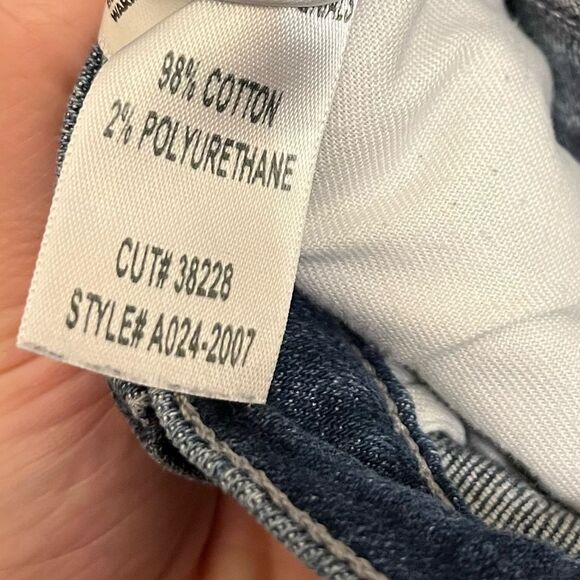 98% COTTON
2% POLYURETHANE
CUT# 38228
STYLE# A024-2007